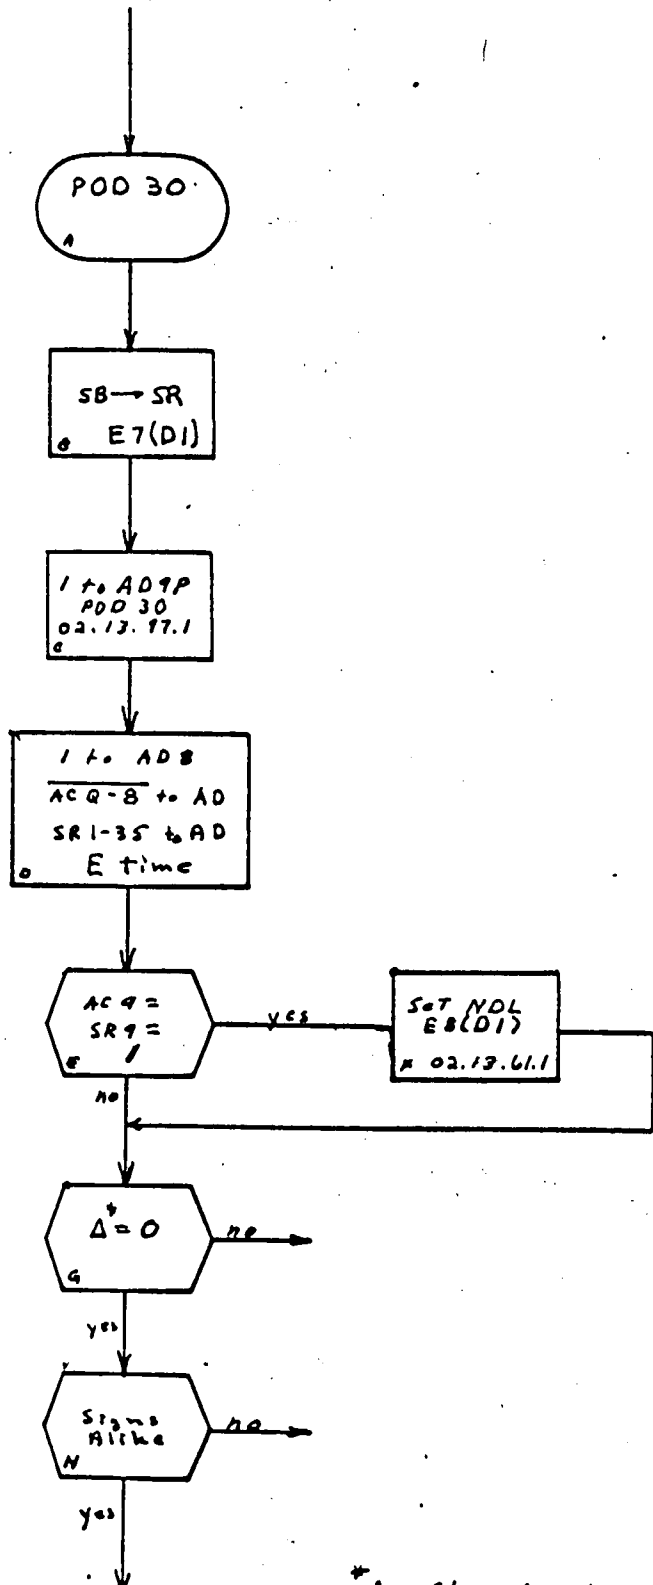 POD 30
A
SB → SR
E7(D1)
B
1 to AD9P
POD 30
02.13.97.1
C
1 to AD8
ACQ-8 to AD
SR1-35 to AD
E time
D
AC9=
SR9=
1
E
yes
no
SET NDL
E8(D1)
02.13.61.1
Δ*= 0
G
no
yes
Signs
Alike
H
no
yes
*